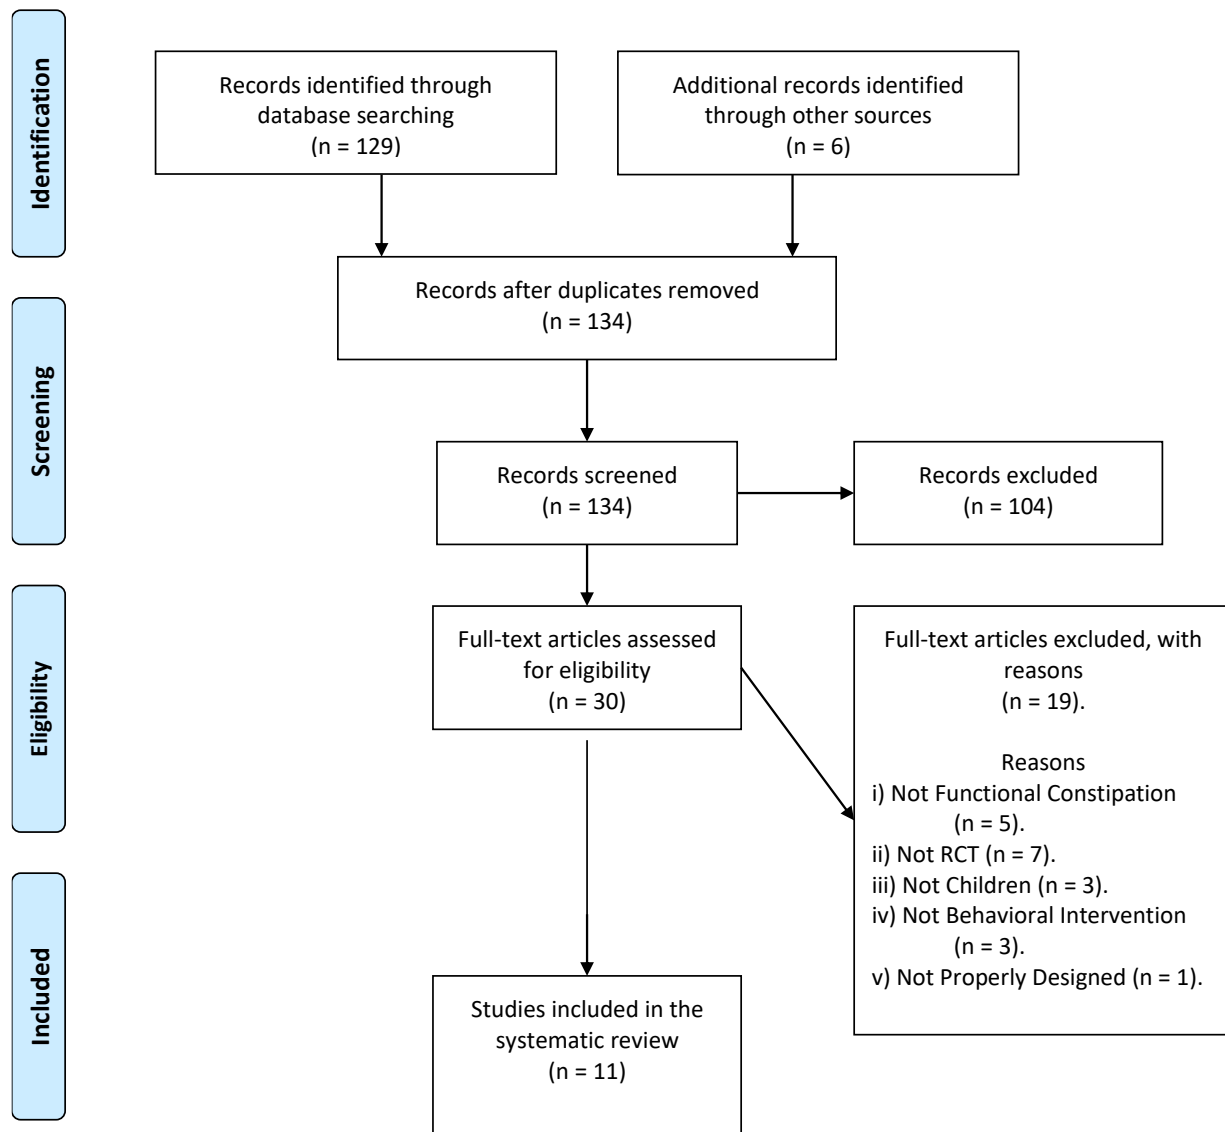 Identification
Records identified through
database searching
(n = 129)
Additional records identified
through other sources
(n = 6)
Records after duplicates removed
(n = 134)
Screening
Records screened
(n = 134)
Records excluded
(n = 104)
Eligibility
Full-text articles assessed
for eligibility
(n = 30)
Full-text articles excluded, with
reasons
(n = 19).
Reasons
i) Not Functional Constipation
(n = 5).
ii) Not RCT (n = 7).
iii) Not Children (n = 3).
iv) Not Behavioral Intervention
(n = 3).
v) Not Properly Designed (n = 1).
Included
Studies included in the
systematic review
(n = 11)